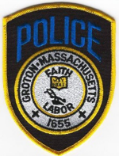 POLICE
GROTON • MASSACHUSETTS
FAITH
LABOR
1655